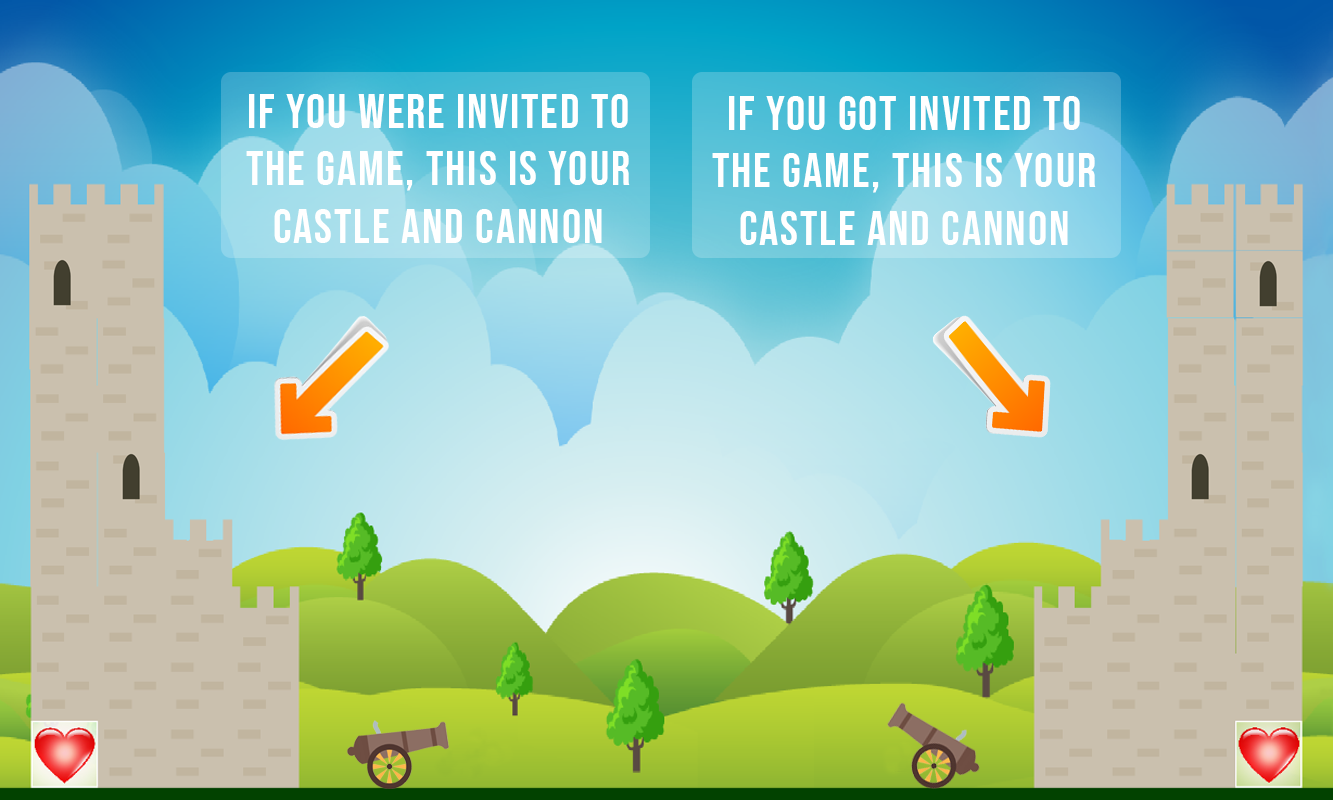 IF YOU WERE INVITED TO
THE GAME, THIS IS YOUR
CASTLE AND CANNON
IF YOU GOT INVITED TO
THE GAME, THIS IS YOUR
CASTLE AND CANNON